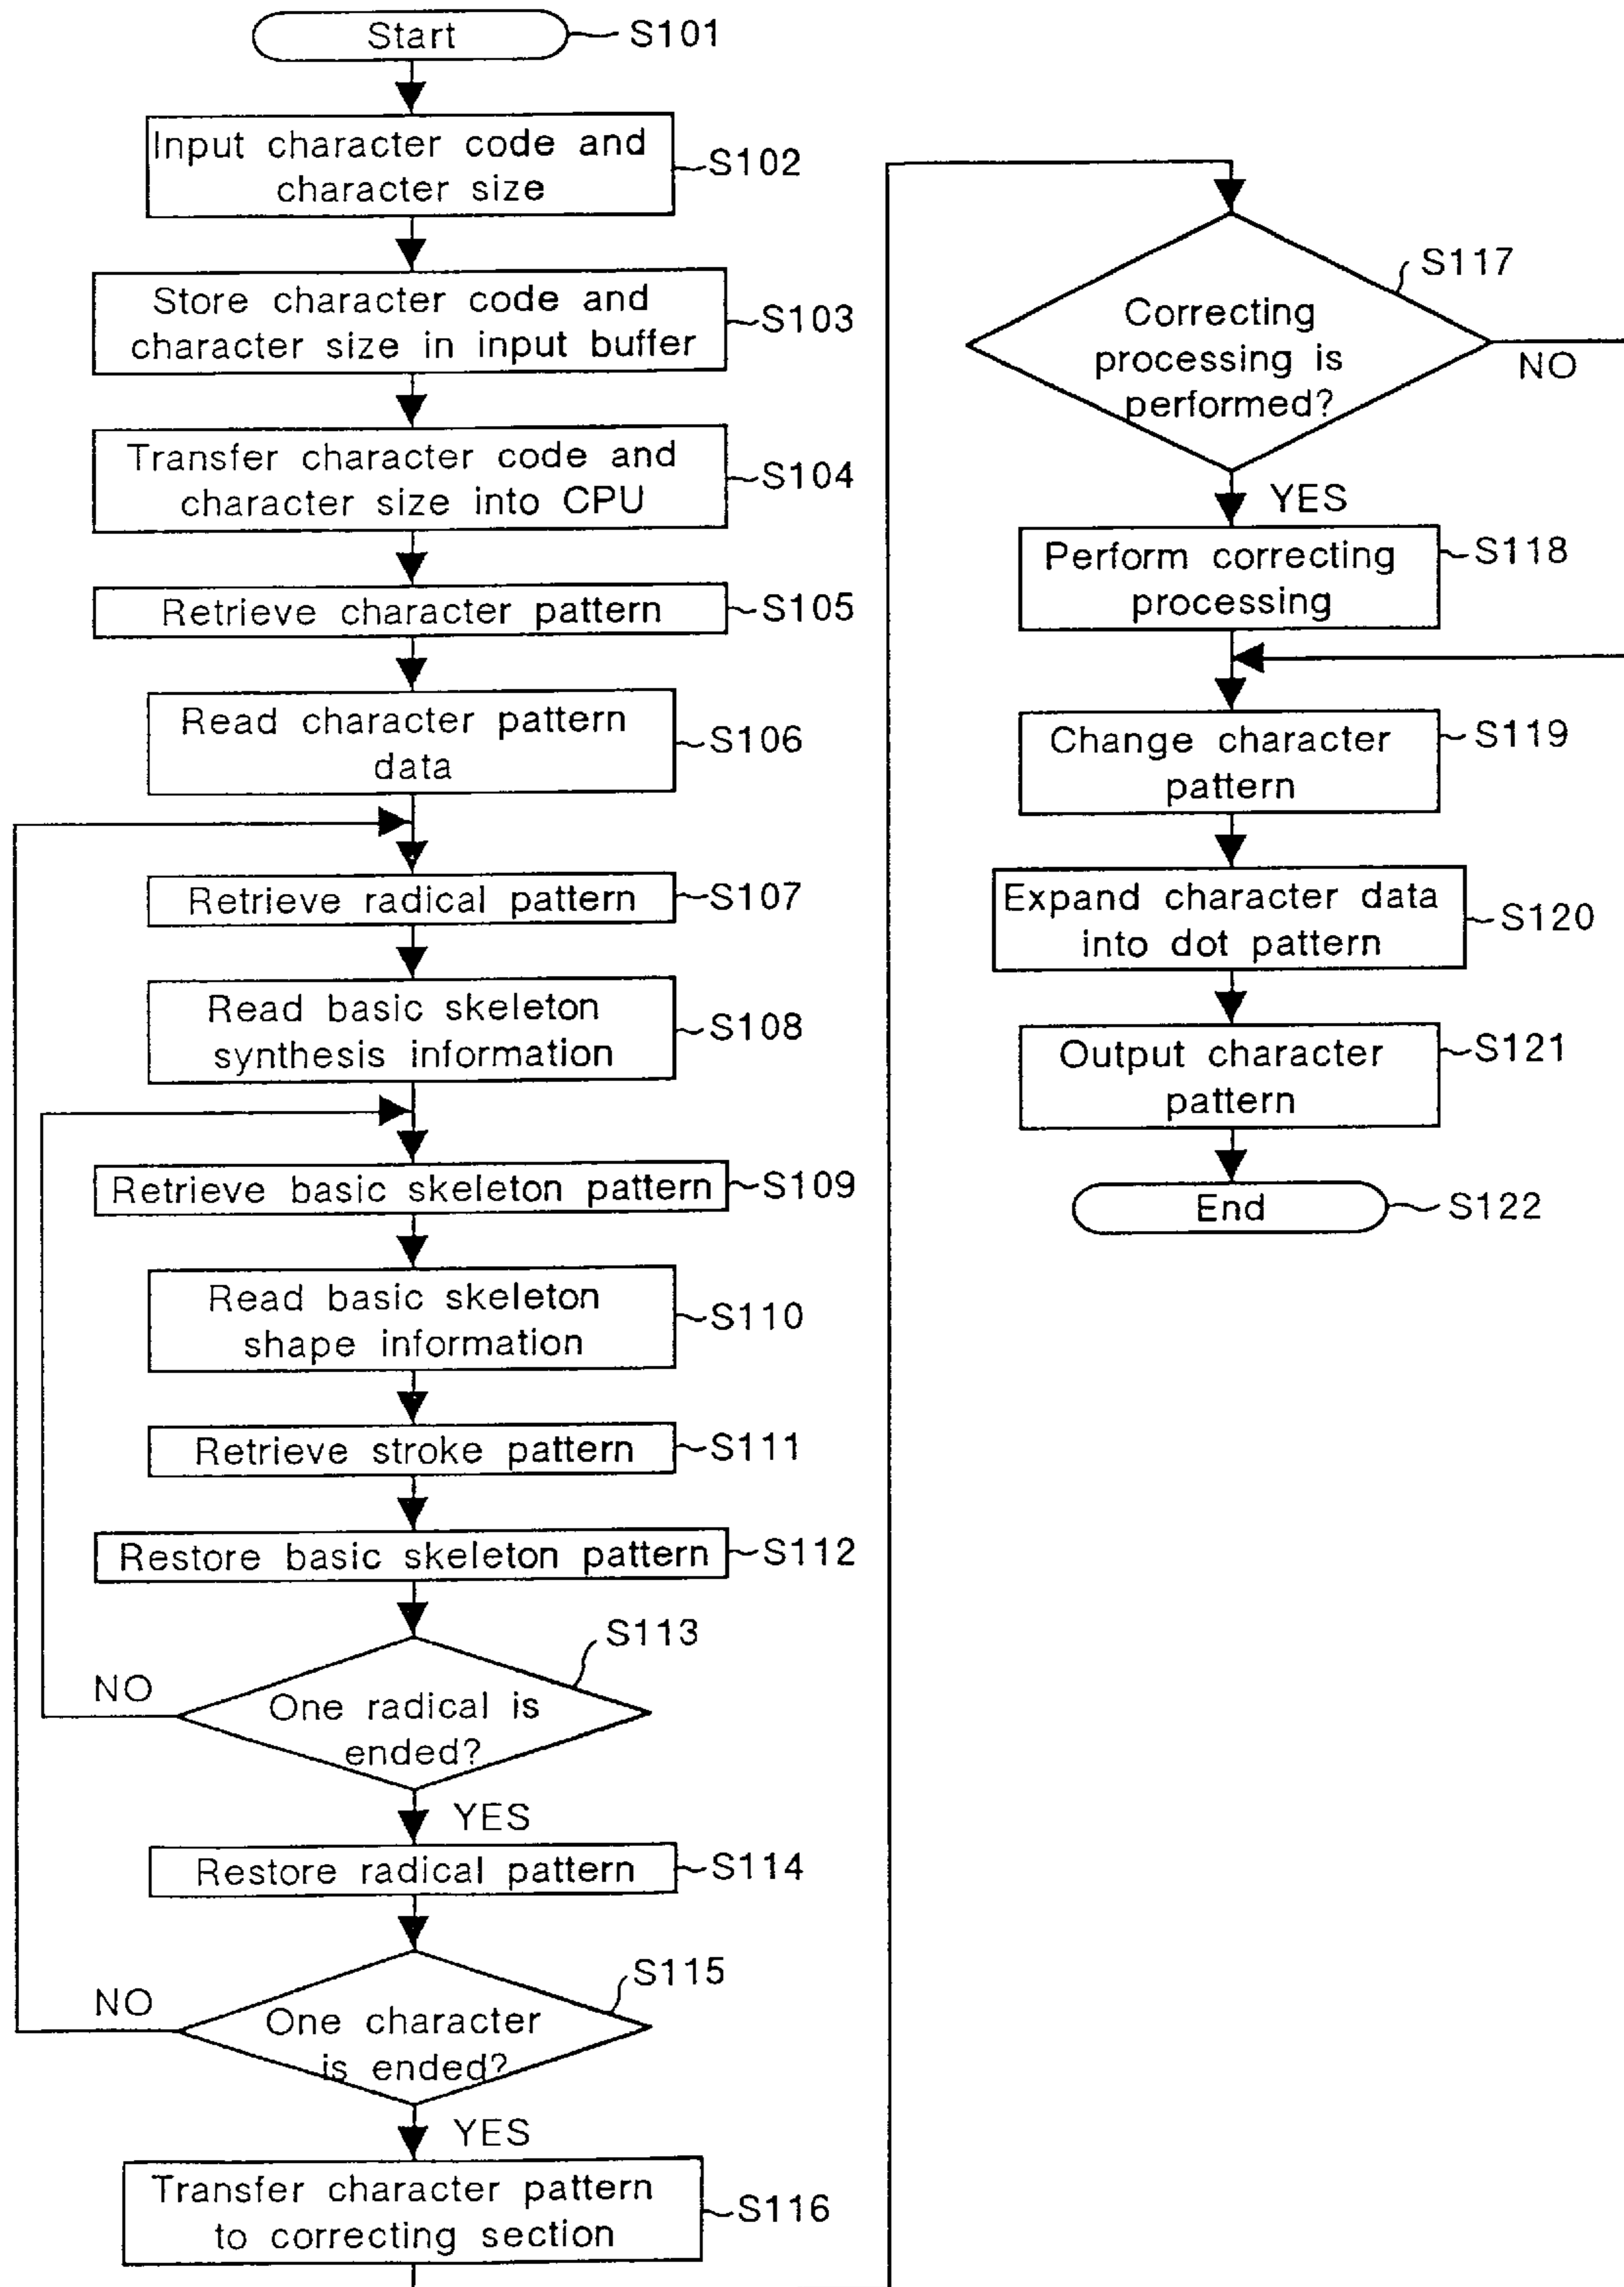 Start
S101
Input character code and
character size
S102
Store character code and
character size in input buffer
S103
Transfer character code and
character size into CPU
S104
Retrieve character pattern
S105
Read character pattern
data
S106
Retrieve radical pattern
S107
Read basic skeleton
synthesis information
S108
Retrieve basic skeleton pattern
S109
Read basic skeleton
shape information
S110
Retrieve stroke pattern
S111
Restore basic skeleton pattern
S112
S113
NO
One radical is
ended?
YES
Restore radical pattern
S114
S115
NO
One character
is ended?
YES
Transfer character pattern
to correcting section
S116
S117
Correcting
processing is
performed?
NO
YES
Perform correcting
processing
S118
Change character
pattern
S119
Expand character data
into dot pattern
S120
Output character
pattern
S121
End
S122